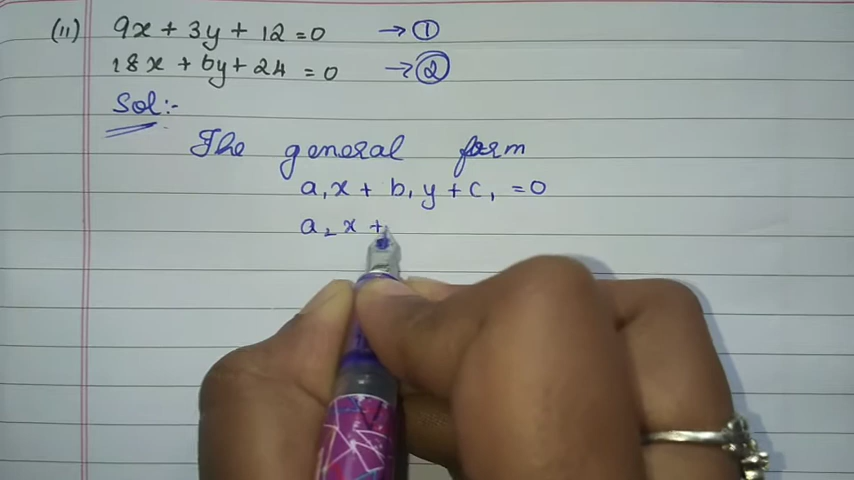 (ii) 9x + 3y + 12 = 0 → ①
18x + 6y + 24 = 0 → ②
Sol:-
The general form
a₁x + b₁y + c₁ = 0
a₂x +